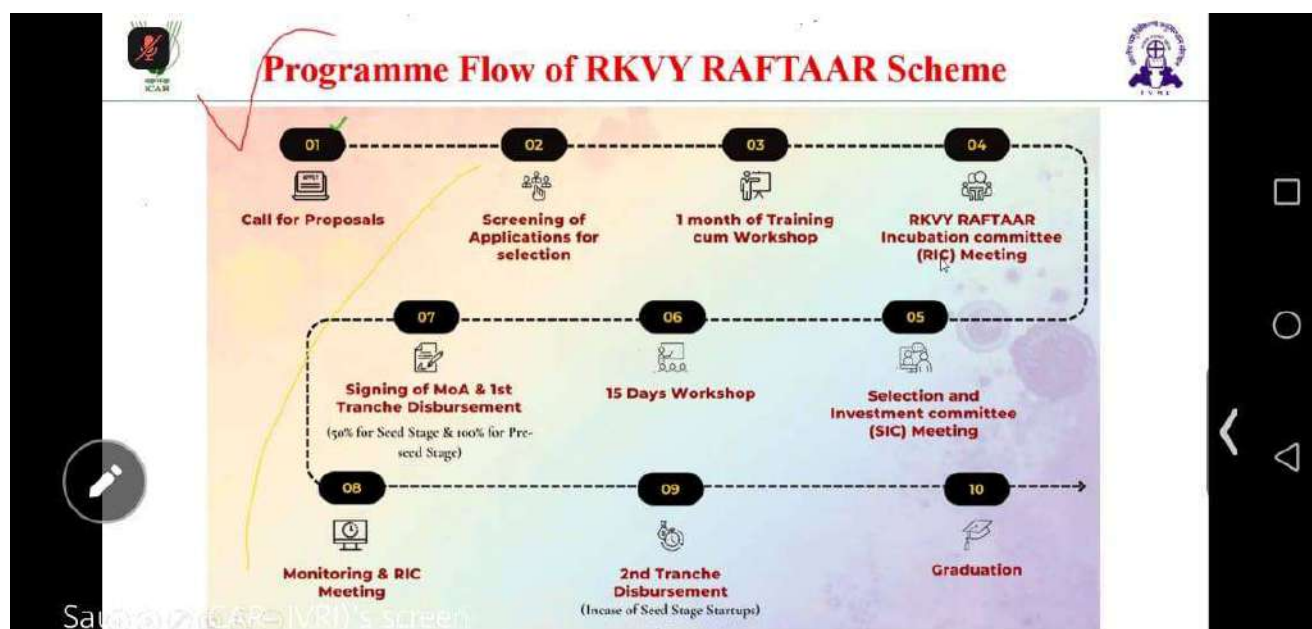 Programme Flow of RKVY RAFTAAR Scheme
ICAR
I V R I
01
02
03
04
APPLY
Call for Proposals
Screening of
Applications for
selection
1 month of Training
cum Workshop
RKVY RAFTAAR
Incubation committee
(RIC) Meeting
07
06
05
Signing of MoA & 1st
Tranche Disbursement
(50% for Seed Stage & 100% for Pre-
seed Stage)
15 Days Workshop
Selection and
Investment committee
(SIC) Meeting
08
09
10
Monitoring & RIC
Meeting
2nd Tranche
Disbursement
(Incase of Seed Stage Startups)
Graduation
IVRI)'s screen